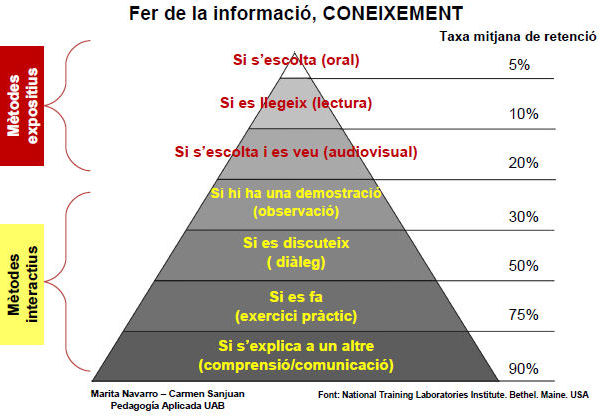 Fer de la informació, CONEIXEMENT
Taxa mitjana de retenció
Mètodes
expositius
Si s'escolta (oral)
5%
Si es llegeix (lectura)
10%
Si s'escolta i es veu (audiovisual)
20%
Si hi ha una demostració
(observació)
30%
Mètodes
interactius
Si es discuteix
( diàleg)
50%
Si es fa
(exercici pràctic)
75%
Si s'explica a un altre
(comprensió/comunicació)
90%
Marita Navarro – Carmen Sanjuan
Pedagogía Aplicada UAB
Font: National Training Laboratories Institute. Bethel. Maine. USA